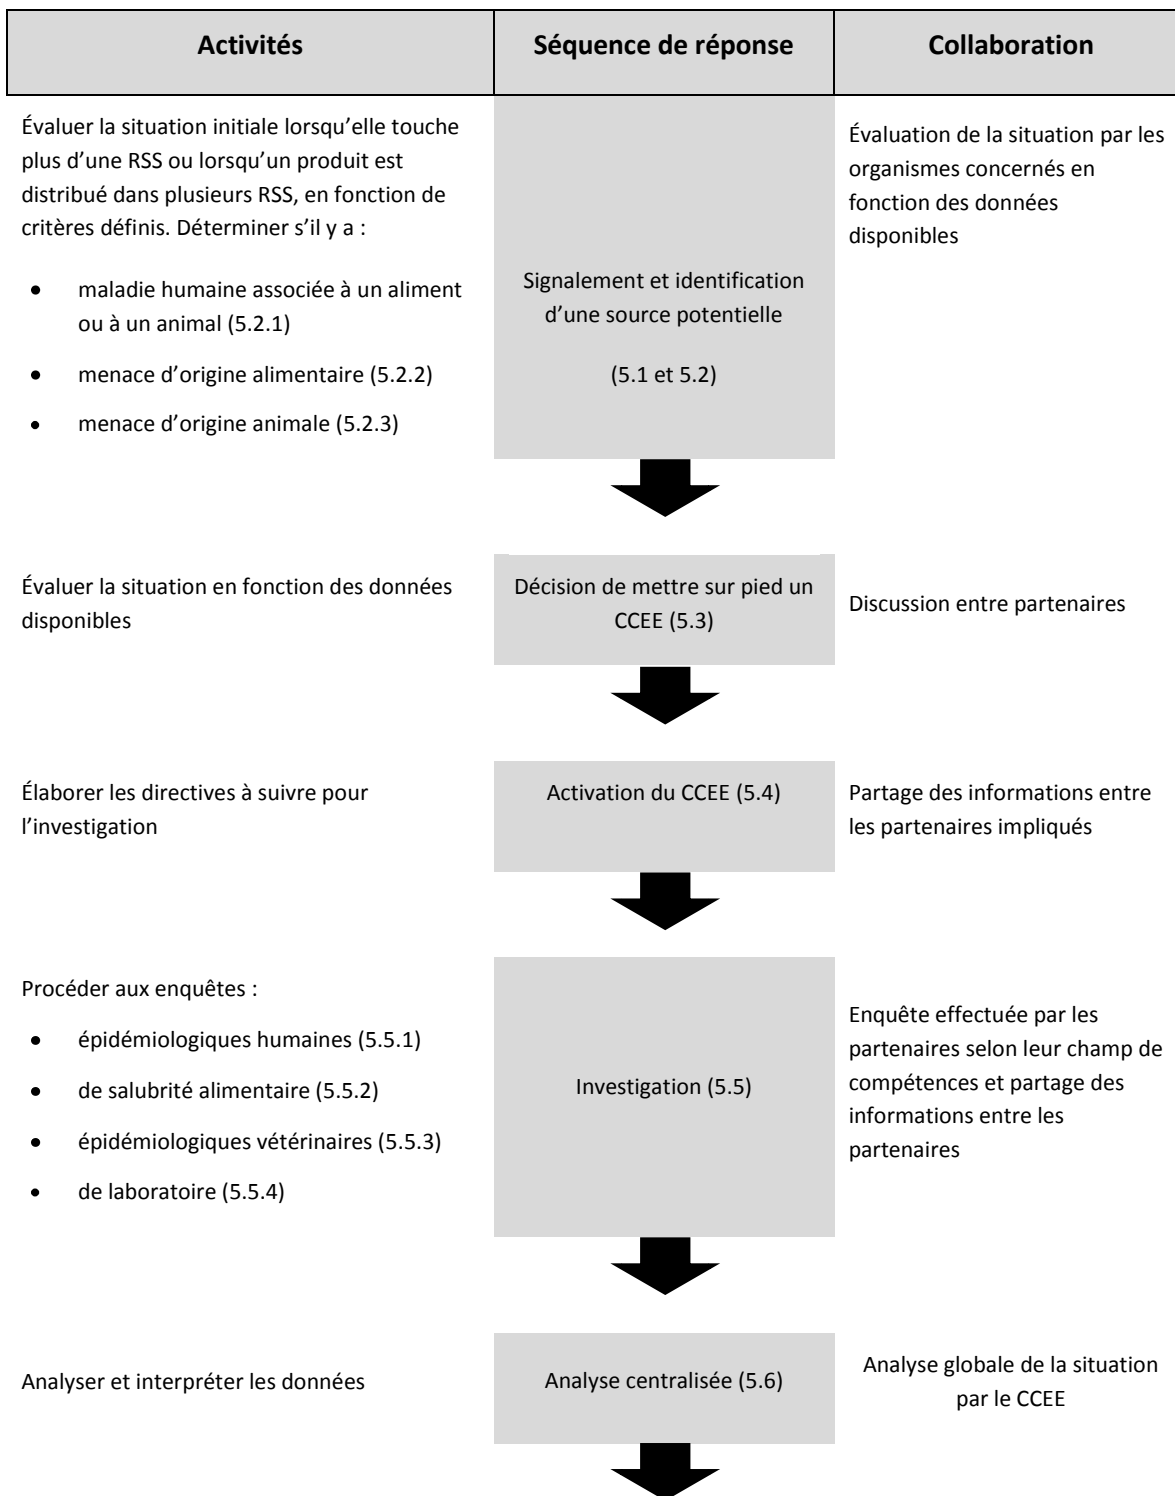 Activités
Séquence de réponse
Collaboration
Évaluer la situation initiale lorsqu’elle touche
plus d’une RSS ou lorsqu’un produit est
distribué dans plusieurs RSS, en fonction de
critères définis. Déterminer s’il y a :
• maladie humaine associée à un aliment
ou à un animal (5.2.1)
• menace d’origine alimentaire (5.2.2)
• menace d’origine animale (5.2.3)
Signalement et identification
d’une source potentielle
(5.1 et 5.2)
Évaluation de la situation par les
organismes concernés en
fonction des données
disponibles
Évaluer la situation en fonction des données
disponibles
Décision de mettre sur pied un
CCEE (5.3)
Discussion entre partenaires
Élaborer les directives à suivre pour
l’investigation
Activation du CCEE (5.4)
Partage des informations entre
les partenaires impliqués
Procéder aux enquêtes :
• épidémiologiques humaines (5.5.1)
• de salubrité alimentaire (5.5.2)
• épidémiologiques vétérinaires (5.5.3)
• de laboratoire (5.5.4)
Investigation (5.5)
Enquête effectuée par les
partenaires selon leur champ de
compétences et partage des
informations entre les
partenaires
Analyser et interpréter les données
Analyse centralisée (5.6)
Analyse globale de la situation
par le CCEE